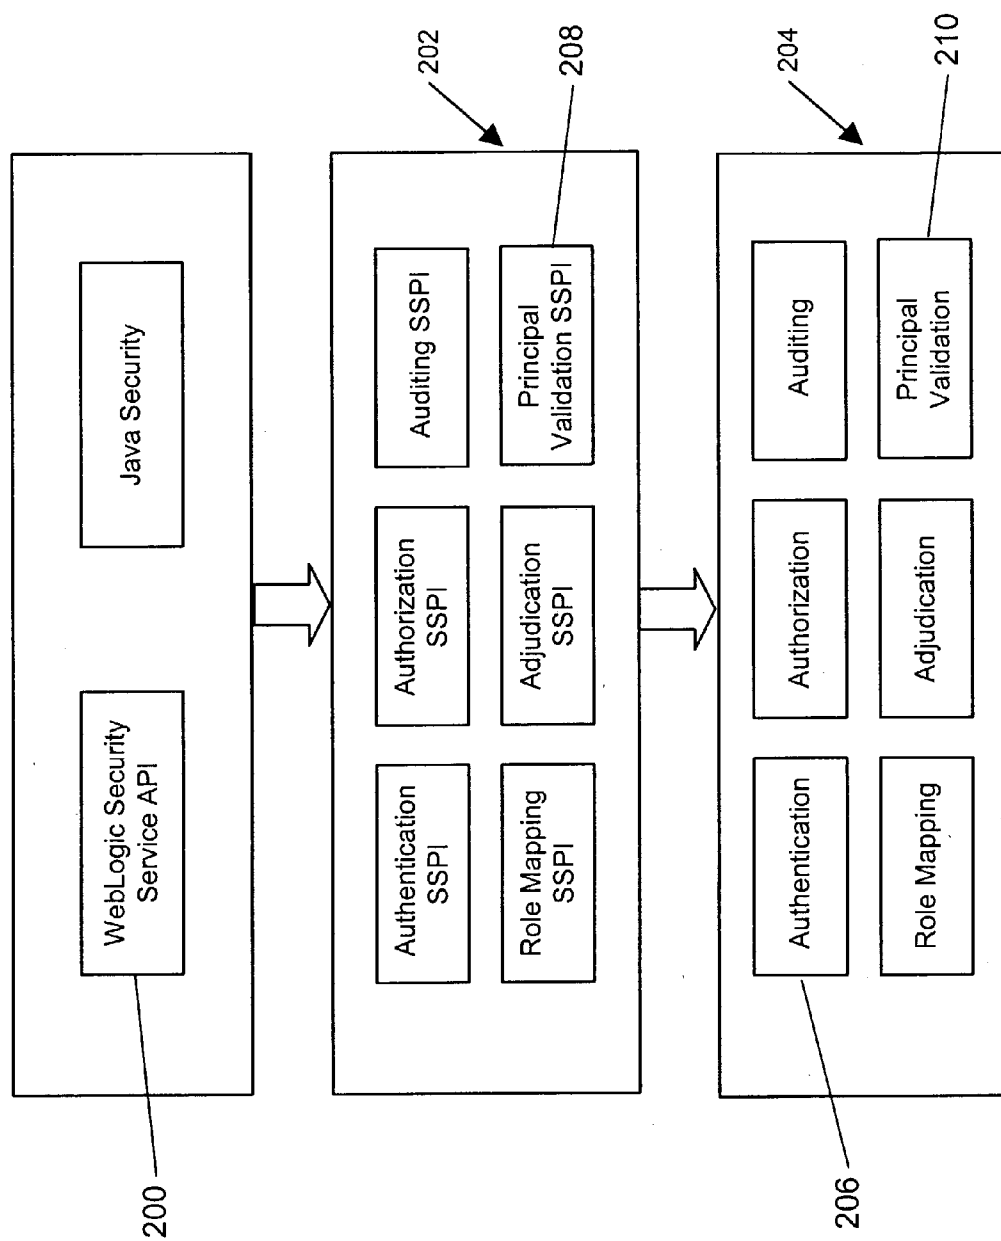 WebLogic Security
Service API
Java Security
200
202
Authentication
SSPI
Authorization
SSPI
Auditing SSPI
Role Mapping
SSPI
Adjudication
SSPI
Principal
Validation SSPI
208
204
Authentication
Authorization
Auditing
Role Mapping
Adjudication
Principal
Validation
206
210